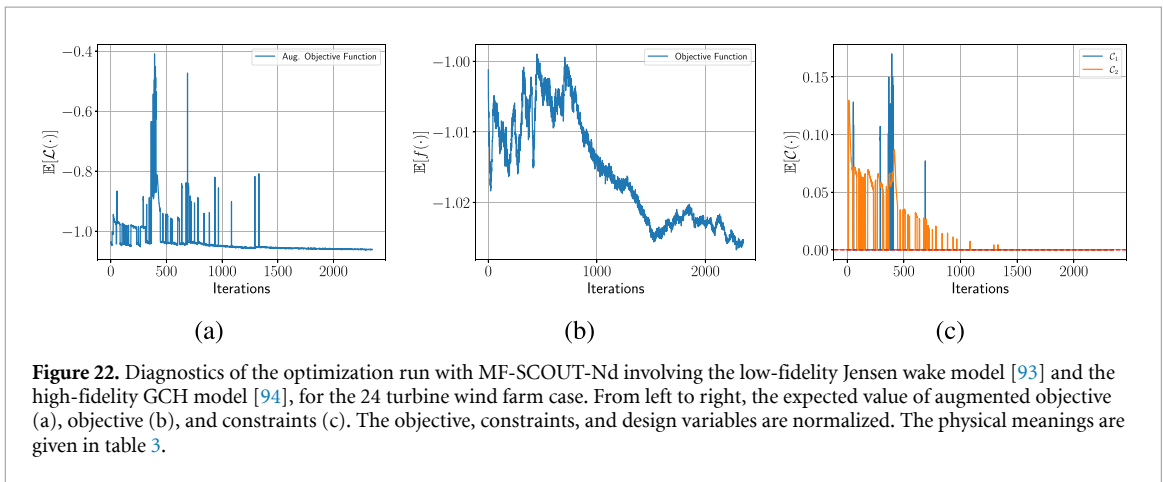 −0.4
−0.6
−0.8
−1.0
𝔼[ℒ(·)]
Aug. Objective Function
0 500 1000 1500 2000
Iterations
(a)
−1.00
−1.01
−1.02
𝔼[f(·)]
Objective Function
0 1000 2000
Iterations
(b)
0.15
0.10
0.05
0.00
𝔼[𝒞(·)]
𝒞₁
𝒞₂
0 500 1000 1500 2000
Iterations
(c)
Figure 22. Diagnostics of the optimization run with MF-SCOUT-Nd involving the low-fidelity Jensen wake model [93] and the
high-fidelity GCH model [94], for the 24 turbine wind farm case. From left to right, the expected value of augmented objective
(a), objective (b), and constraints (c). The objective, constraints, and design variables are normalized. The physical meanings are
given in table 3.